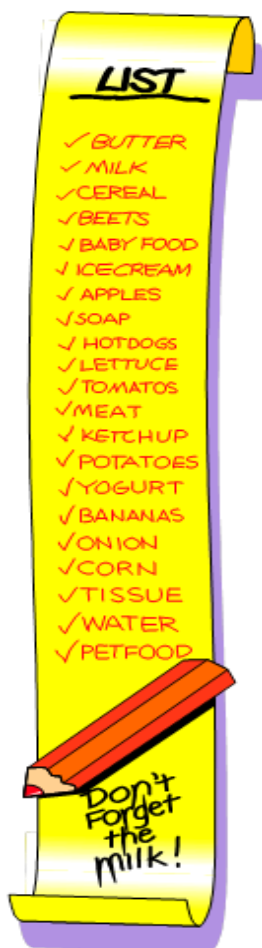 LIST
✓ BUTTER
✓ MILK
✓ CEREAL
✓ BEETS
✓ BABY FOOD
✓ ICECREAM
✓ APPLES
✓ SOAP
✓ HOTDOGS
✓ LETTUCE
✓ TOMATOS
✓ MEAT
✓ KETCHUP
✓ POTATOES
✓ YOGURT
✓ BANANAS
✓ ONION
✓ CORN
✓ TISSUE
✓ WATER
✓ PETFOOD
Don't
Forget
the
milk!